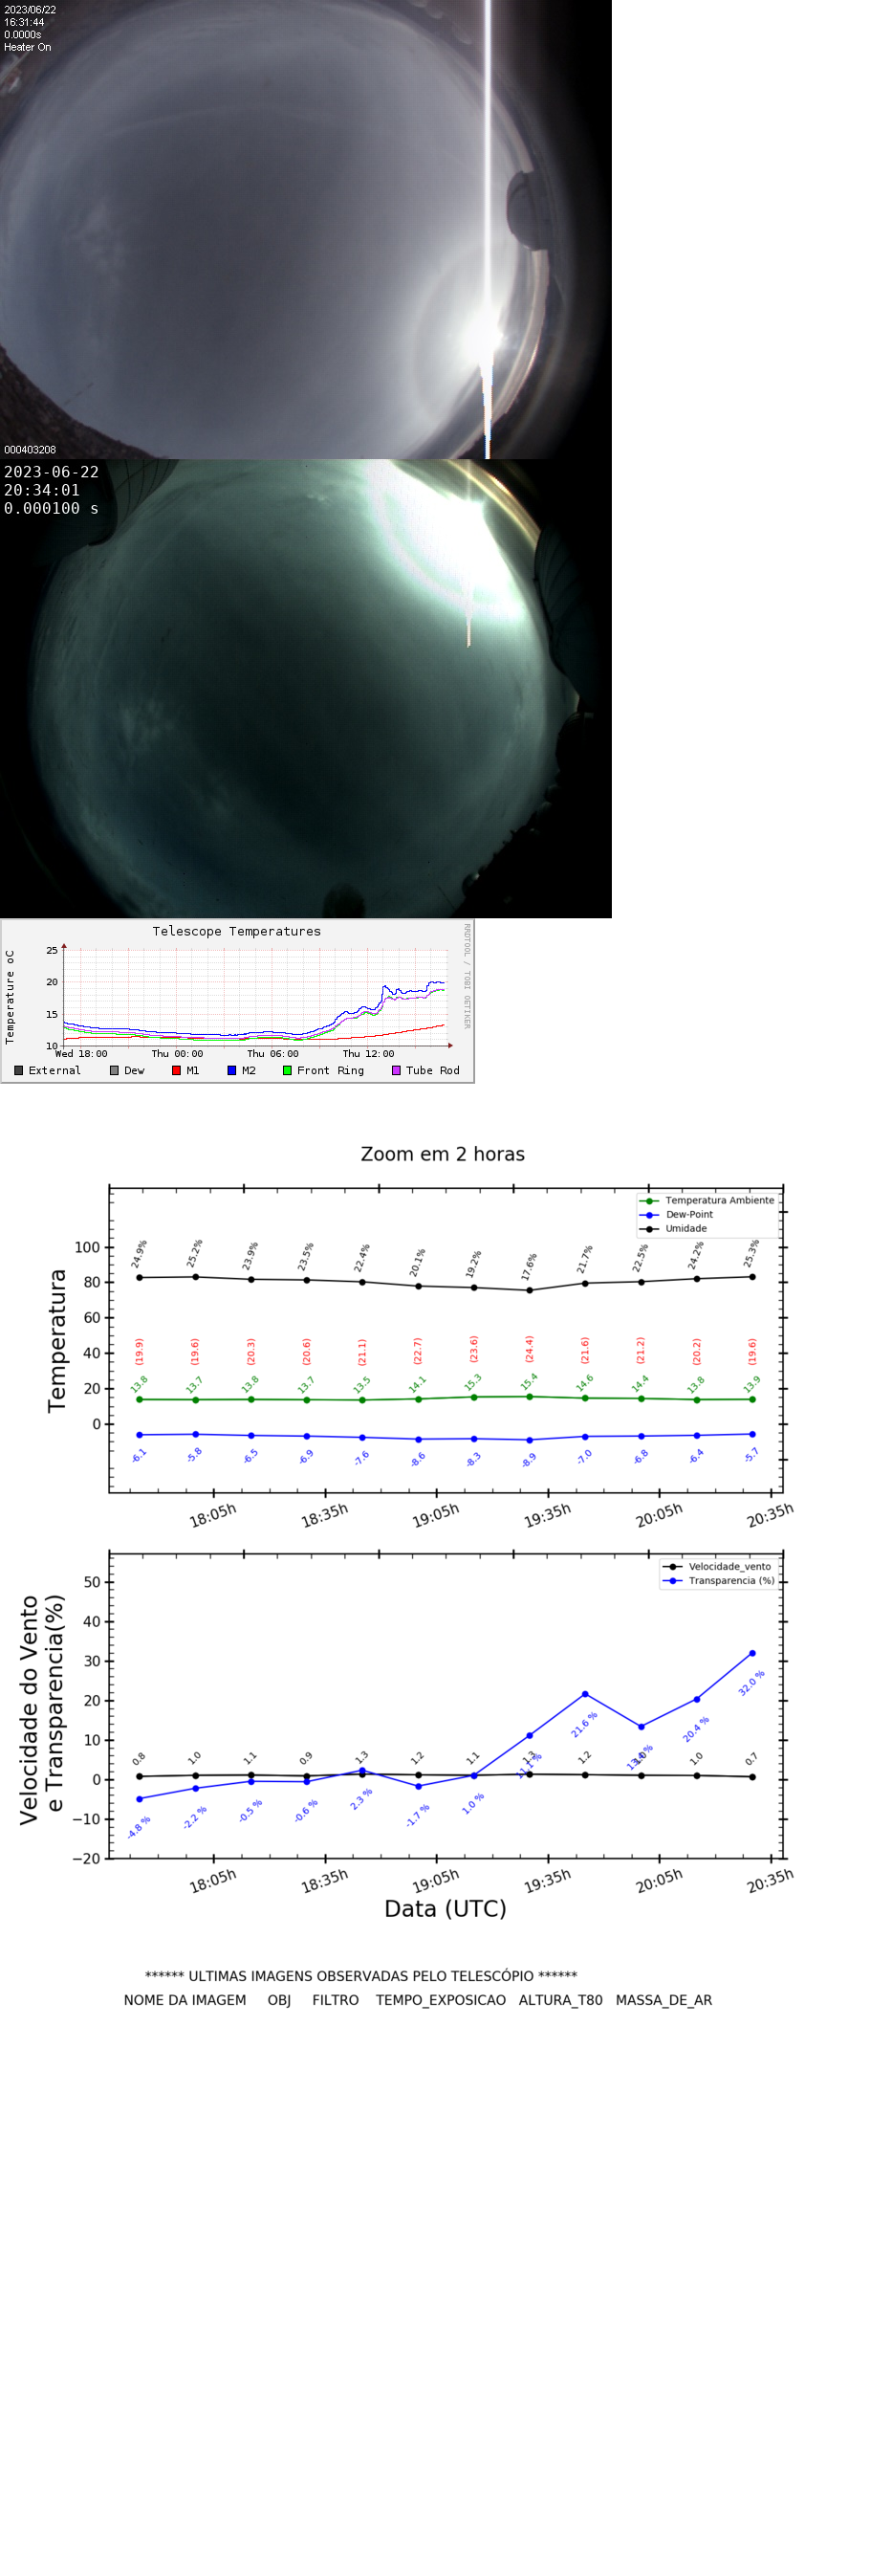 2023/06/22
16:31:44
0.0000s
Heater On
000403208
2023-06-22
20:34:01
0.000100 s
Telescope Temperatures
RRDTOOL / TOBI OETIKER
Temperature oC
25
20
15
10
Wed 18:00 Thu 00:00 Thu 06:00 Thu 12:00
External Dew M1 M2 Front Ring Tube Rod
Zoom em 2 horas
Temperatura Ambiente
Dew-Point
Umidade
Temperatura
100
80
60
40
20
0
24.9% 25.2% 23.9% 23.5% 22.4% 20.1% 19.2% 17.6% 21.7% 22.5% 24.2% 25.3%
(19.9) (19.6) (20.3) (20.6) (21.1) (22.7) (23.6) (24.4) (21.6) (21.2) (20.2) (19.6)
13.8 13.7 13.8 13.7 13.5 14.1 15.3 15.4 14.6 14.4 13.8 13.9
-6.1 -5.8 -6.5 -6.9 -7.6 -8.6 -8.3 -8.9 -7.0 -6.8 -6.4 -5.7
18:05h 18:35h 19:05h 19:35h 20:05h 20:35h
Velocidade_vento
Transparencia (%)
Velocidade do Vento
e Transparencia(%)
50
40
30
20
10
0
−10
−20
0.8 1.0 1.1 0.9 1.3 1.2 1.1 1.3 1.2 1.0 0.7
-4.8 % -2.2 % -0.5 % -0.6 % 2.3 % -1.7 % 1.0 % 11.1 % 21.6 % 20.4 % 32.0 %
18:05h 18:35h 19:05h 19:35h 20:05h 20:35h
Data (UTC)
****** ULTIMAS IMAGENS OBSERVADAS PELO TELESCÓPIO ******
NOME DA IMAGEM OBJ FILTRO TEMPO_EXPOSICAO ALTURA_T80 MASSA_DE_AR